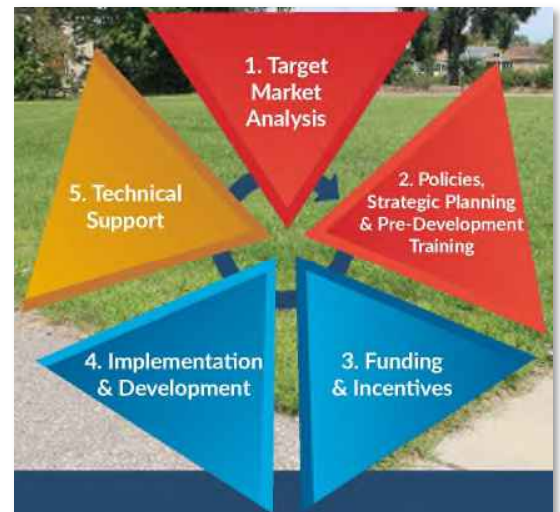 1. Target
Market
Analysis
2. Policies,
Strategic Planning
& Pre-Development
Training
3. Funding
& Incentives
4. Implementation
& Development
5. Technical
Support